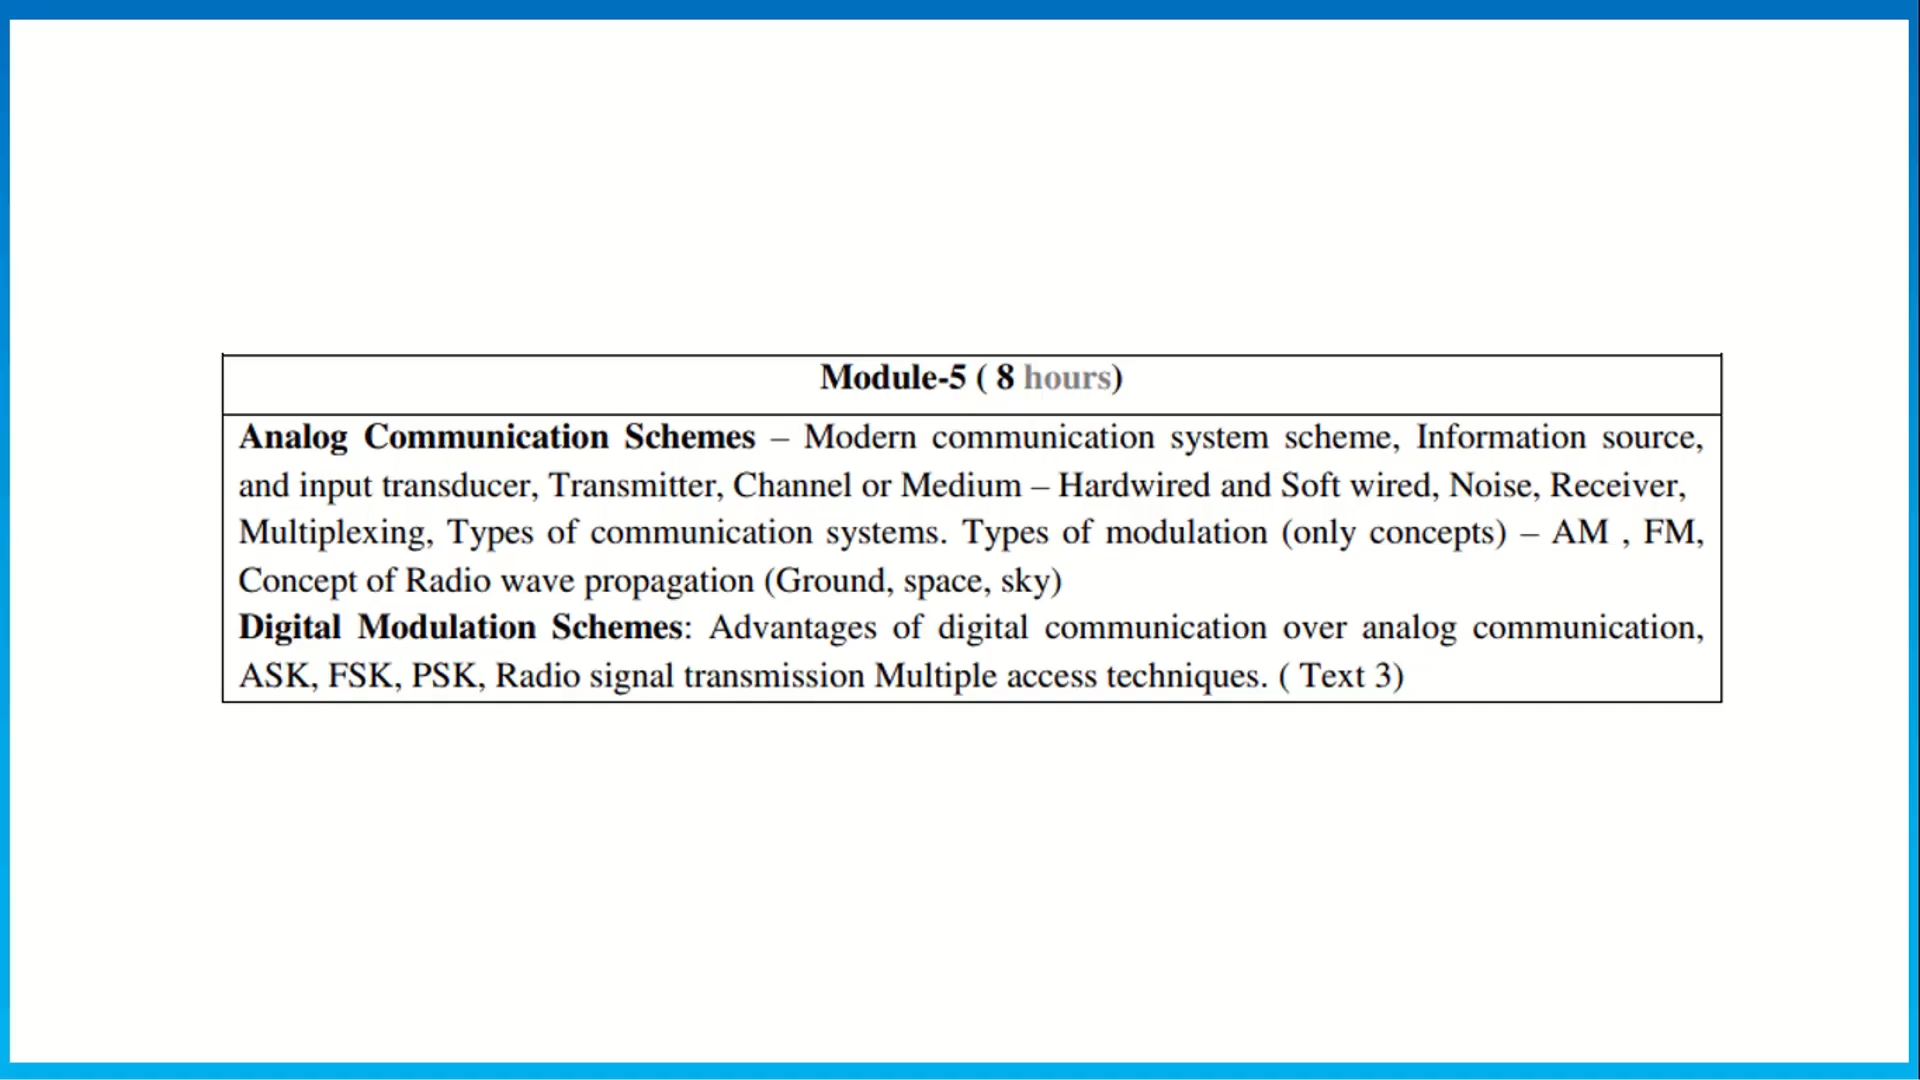 Module-5 ( 8 hours)
Analog Communication Schemes – Modern communication system scheme, Information source,
and input transducer, Transmitter, Channel or Medium – Hardwired and Soft wired, Noise, Receiver,
Multiplexing, Types of communication systems. Types of modulation (only concepts) – AM , FM,
Concept of Radio wave propagation (Ground, space, sky)
Digital Modulation Schemes: Advantages of digital communication over analog communication,
ASK, FSK, PSK, Radio signal transmission Multiple access techniques. ( Text 3)